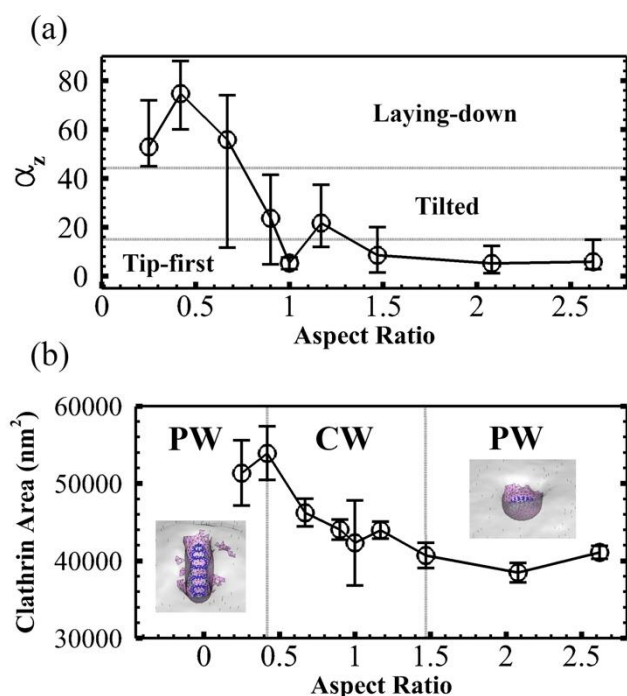 (a)
80
60
40
20
0
α_z
Laying-down
Tilted
Tip-first
0 0.5 1 1.5 2 2.5
Aspect Ratio
(b)
60000
50000
40000
30000
Clathrin Area (nm²)
PW CW PW
0 0.5 1 1.5 2 2.5
Aspect Ratio